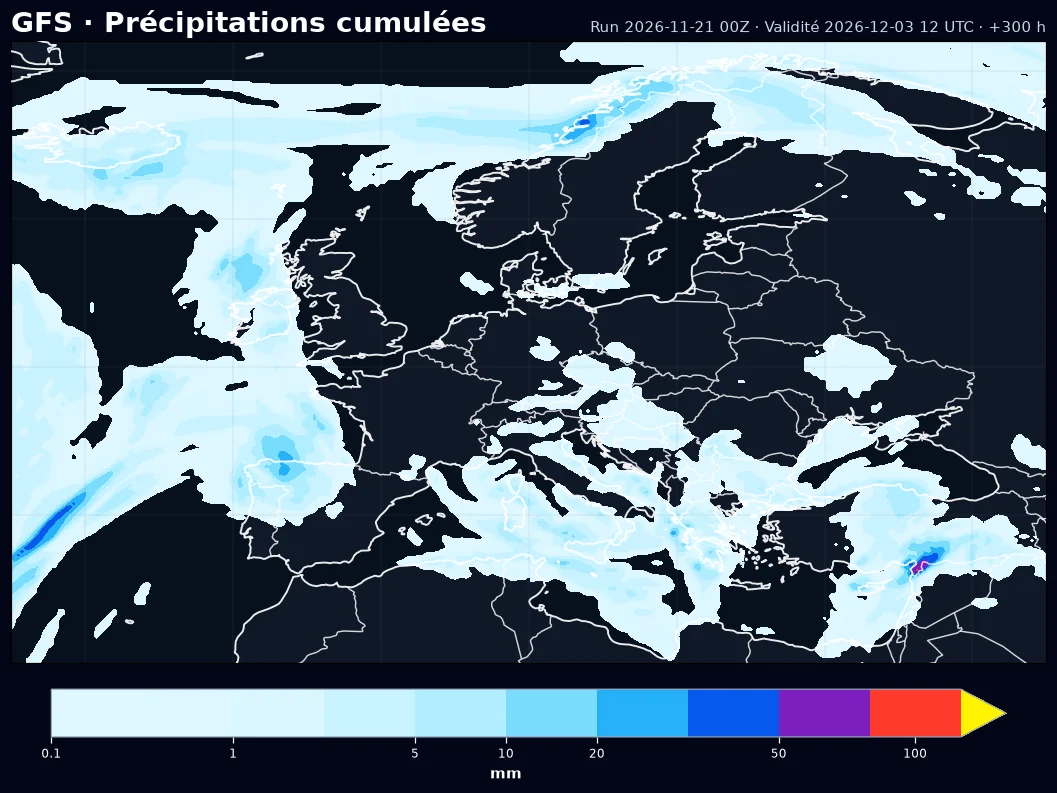 GFS · Précipitations cumulées
Run 2026-11-21 00Z · Validité 2026-12-03 12 UTC · +300 h
0.1 1 5 10 20 50 100
mm